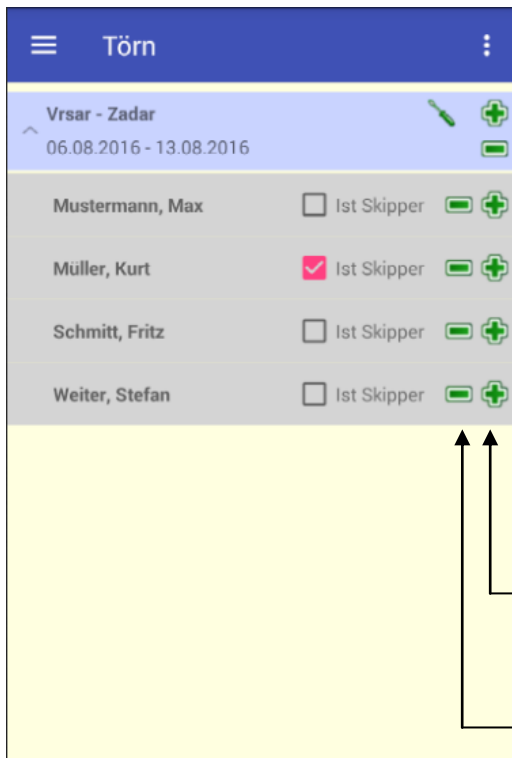 Törn
Vrsar - Zadar
06.08.2016 - 13.08.2016
Mustermann, Max Ist Skipper
Müller, Kurt Ist Skipper
Schmitt, Fritz Ist Skipper
Weiter, Stefan Ist Skipper